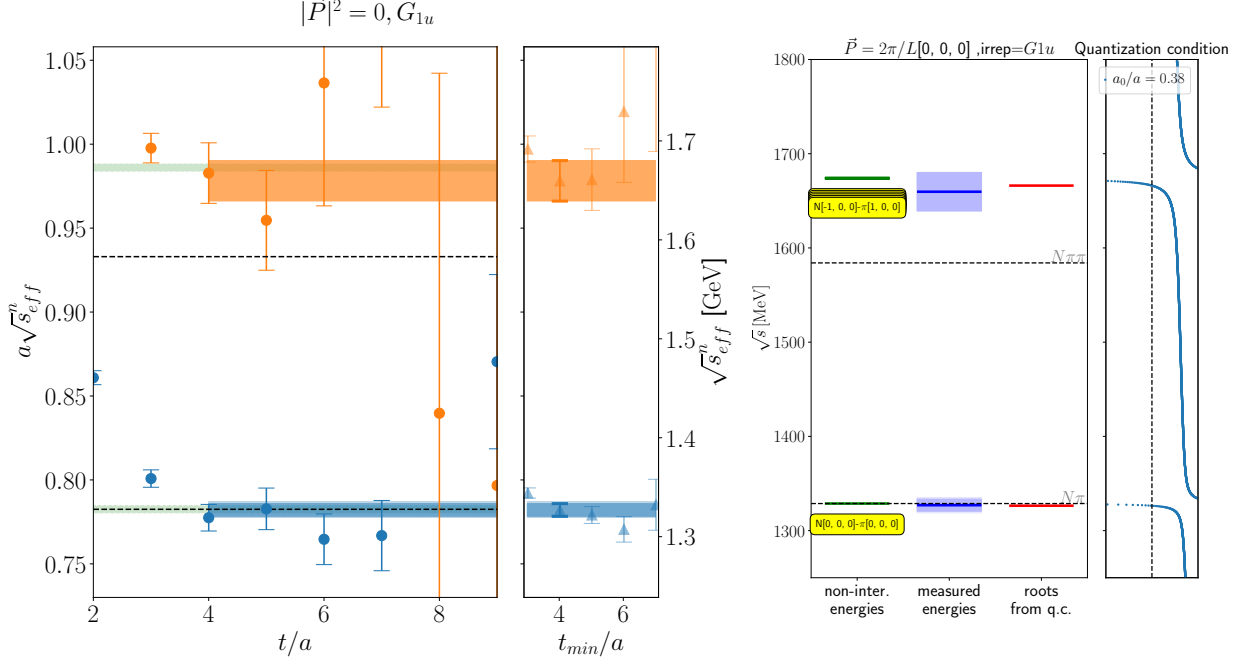 |P⃗|² = 0, G₁ᵤ
a√sⁿ_eff
1.05
1.00
0.95
0.90
0.85
0.80
0.75
2
4
6
8
t/a
4
6
t_min/a
1.7
1.6
1.5
1.4
1.3
√sⁿ_eff [GeV]
P⃗ = 2π/L[0, 0, 0] ,irrep=G1u
Quantization condition
√s [MeV]
1800
1700
1600
1500
1400
1300
N[-1, 0, 0]-π[1, 0, 0]
Nππ
Nπ
N[0, 0, 0]-π[0, 0, 0]
non-inter.
energies
measured
energies
roots
from q.c.
a₀/a = 0.38